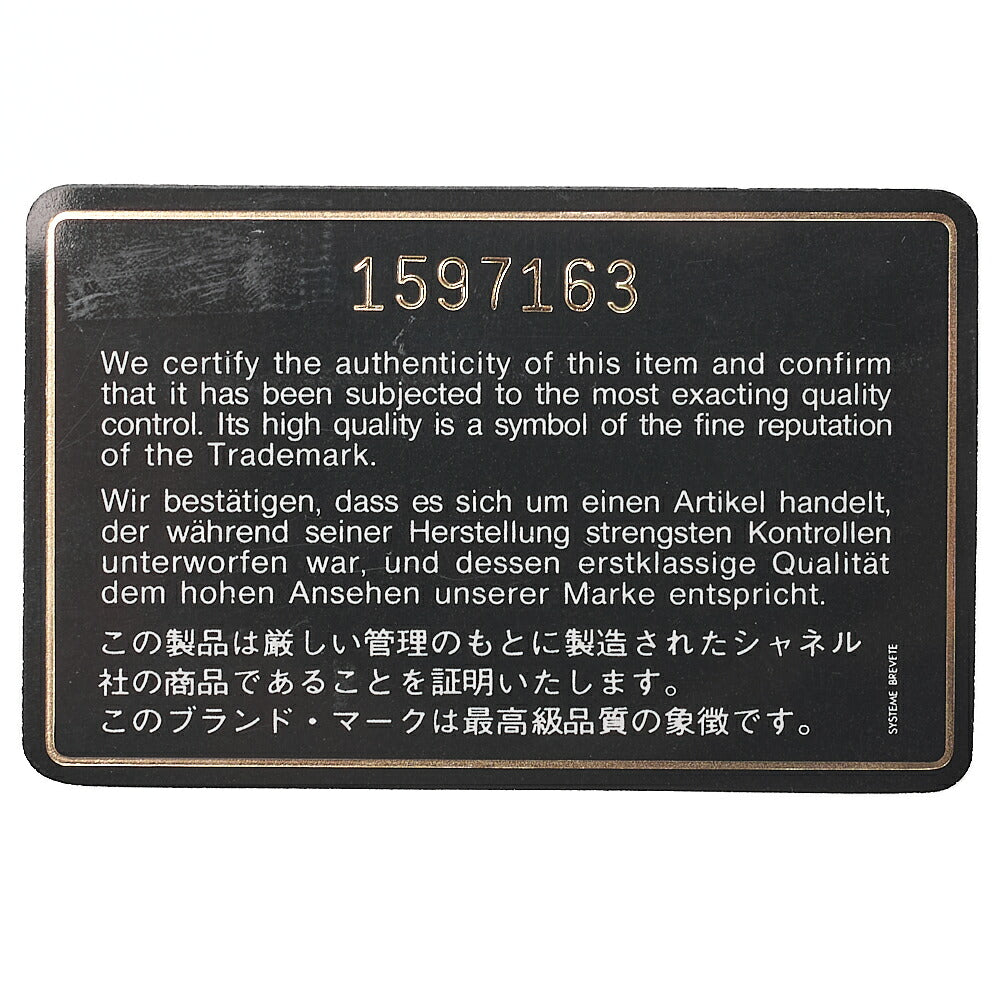 1597163
We certify the authenticity of this item and confirm
that it has been subjected to the most exacting quality
control. Its high quality is a symbol of the fine reputation
of the Trademark.
Wir bestätigen, dass es sich um einen Artikel handelt,
der während seiner Herstellung strengsten Kontrollen
unterworfen war, und dessen erstklassige Qualität
dem hohen Ansehen unserer Marke entspricht.
この製品は厳しい管理のもとに製造されたシャネル
社の商品であることを証明いたします。
このブランド・マークは最高級品質の象徴です。
SYSTEME BREVETE